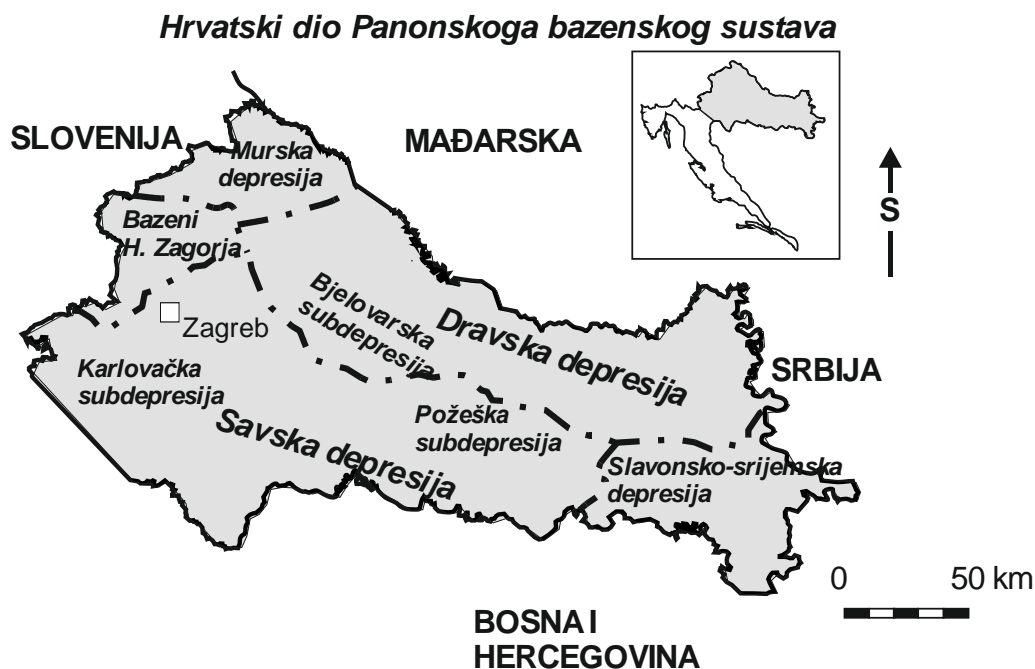 Hrvatski dio Panonskoga bazenskog sustava
SLOVENIJA
MAĐARSKA
Murska
depresija
S
Bazeni
H. Zagorja
Bjelovarska
subdepresija
Dravska depresija
Zagreb
SRBIJA
Karlovačka
subdepresija
Savska depresija
Požeška
subdepresija
Slavonsko-srijemska
depresija
0 50 km
BOSNA I
HERCEGOVINA